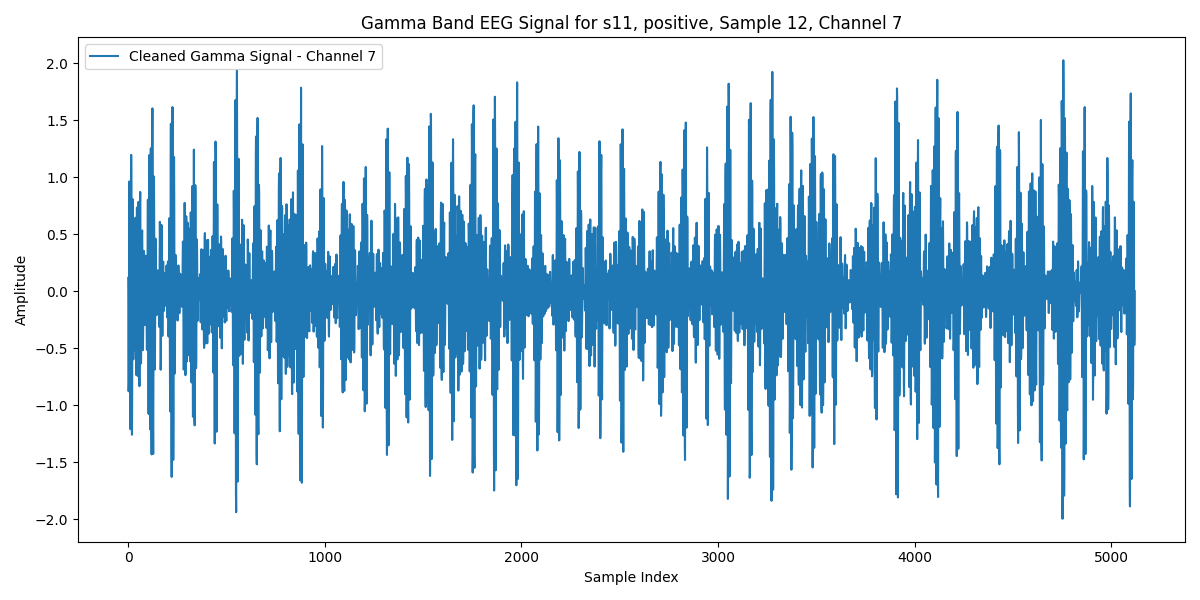 Gamma Band EEG Signal for s11, positive, Sample 12, Channel 7
Cleaned Gamma Signal - Channel 7
2.0
1.5
1.0
0.5
0.0
−0.5
−1.0
−1.5
−2.0
Amplitude
0 1000 2000 3000 4000 5000
Sample Index